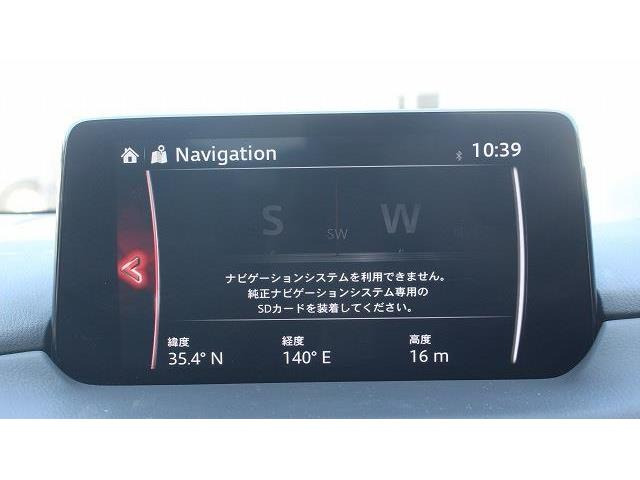 Navigation
10:39
S W
SW
ナビゲーションシステムを利用できません。
純正ナビゲーションシステム専用の
SDカードを装着してください。
緯度 経度 高度
35.4° N 140° E 16 m